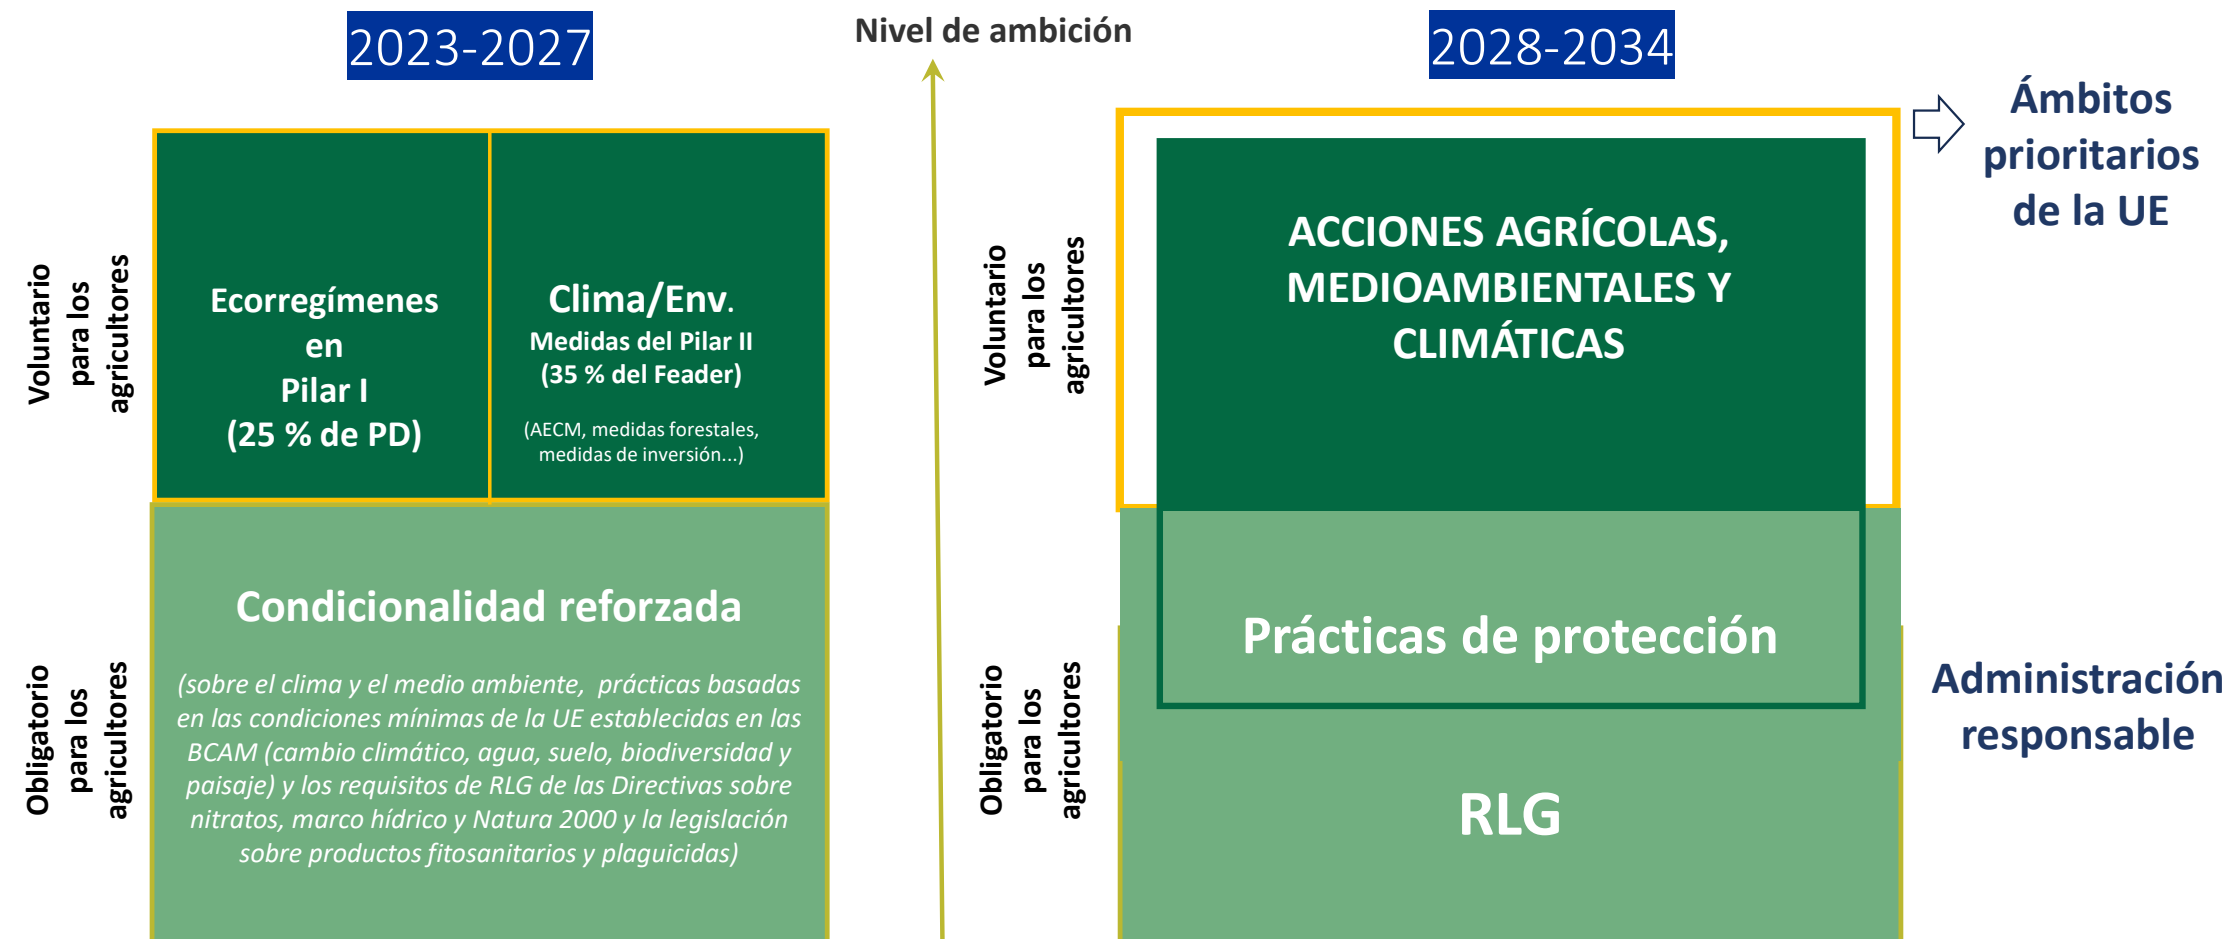 2023-2027
Nivel de ambición
2028-2034
Voluntario
para los
agricultores
Ecorregímenes
en
Pilar I
(25 % de PD)
Clima/Env.
Medidas del Pilar II
(35 % del Feader)
(AECM, medidas forestales,
medidas de inversión...)
Obligatorio
para los
agricultores
Condicionalidad reforzada
(sobre el clima y el medio ambiente, prácticas basadas
en las condiciones mínimas de la UE establecidas en las
BCAM (cambio climático, agua, suelo, biodiversidad y
paisaje) y los requisitos de RLG de las Directivas sobre
nitratos, marco hídrico y Natura 2000 y la legislación
sobre productos fitosanitarios y plaguicidas)
Voluntario
para los
agricultores
ACCIONES AGRÍCOLAS,
MEDIOAMBIENTALES Y
CLIMÁTICAS
Ámbitos
prioritarios
de la UE
Obligatorio
para los
agricultores
Prácticas de protección
RLG
Administración
responsable